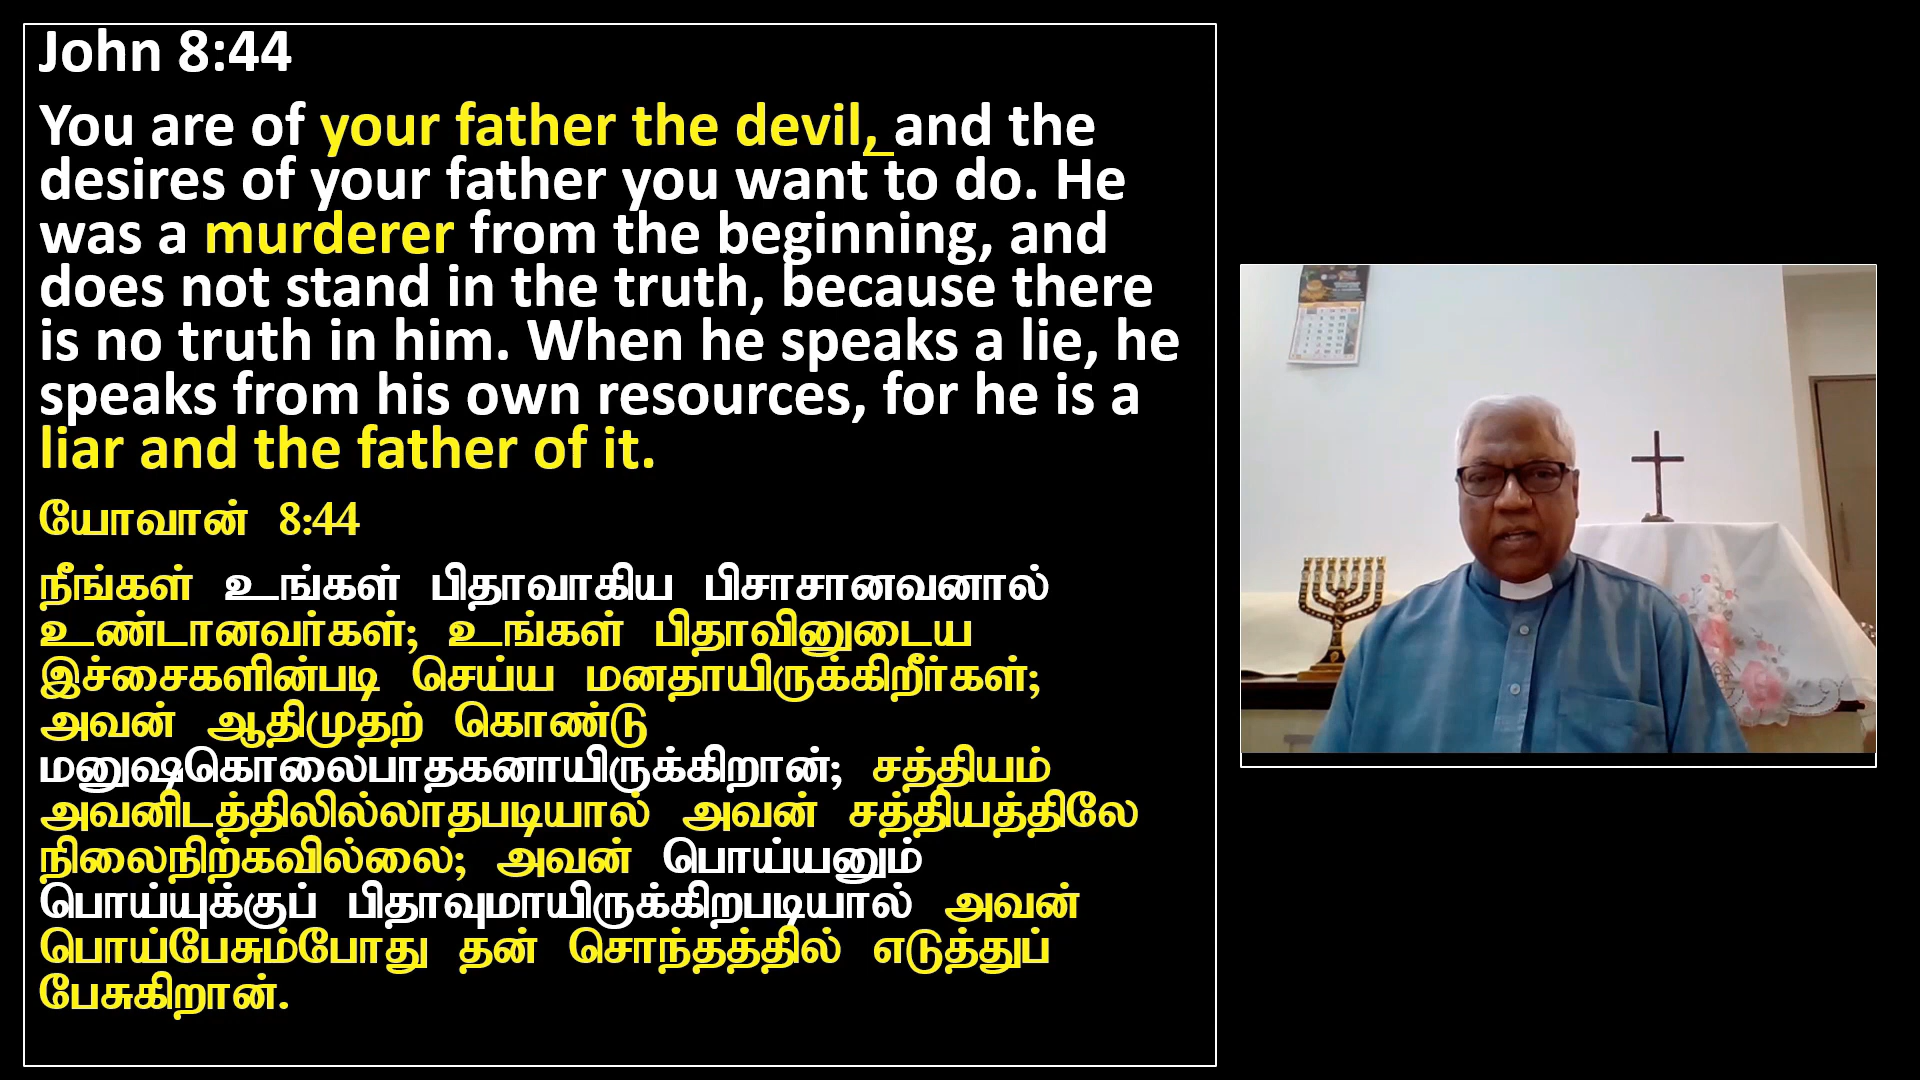 John 8:44
You are of your father the devil, and the
desires of your father you want to do. He
was a murderer from the beginning, and
does not stand in the truth, because there
is no truth in him. When he speaks a lie, he
speaks from his own resources, for he is a
liar and the father of it.
யோவான் 8:44
நீங்கள் உங்கள் பிதாவாகிய பிசாசானவனால்
உண்டானவர்கள்; உங்கள் பிதாவினுடைய
இச்சைகளின்படி செய்ய மனதாயிருக்கிறீர்கள்;
அவன் ஆதிமுதற் கொண்டு
மனுஷகொலைபாதகனாயிருக்கிறான்; சத்தியம்
அவனிடத்திலில்லாதபடியால் அவன் சத்தியத்திலே
நிலைநிற்கவில்லை; அவன் பொய்யனும்
பொய்யுக்குப் பிதாவுமாயிருக்கிறபடியால் அவன்
பொய்பேசும்போது தன் சொந்தத்தில் எடுத்துப்
பேசுகிறான்.